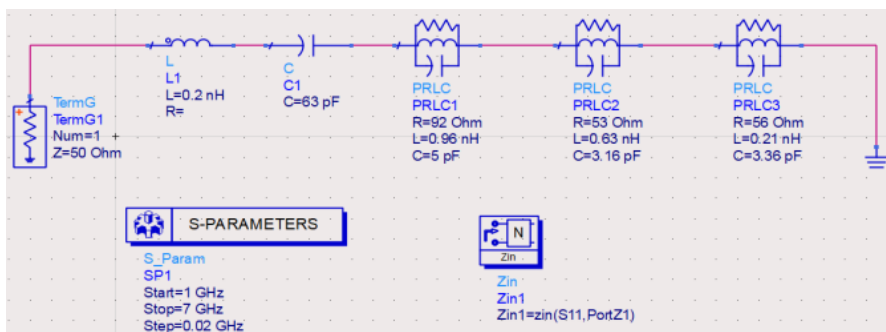 TermG
TermG1
Num=1
Z=50 Ohm
L
L1
L=0.2 nH
R=
C
C1
C=63 pF
PRLC
PRLC1
R=92 Ohm
L=0.96 nH
C=5 pF
PRLC
PRLC2
R=53 Ohm
L=0.63 nH
C=3.16 pF
PRLC
PRLC3
R=56 Ohm
L=0.21 nH
C=3.36 pF
S-PARAMETERS
S_Param
SP1
Start=1 GHz
Stop=7 GHz
Step=0.02 GHz
N
Zin
Zin
Zin1
Zin1=zin(S11,PortZ1)